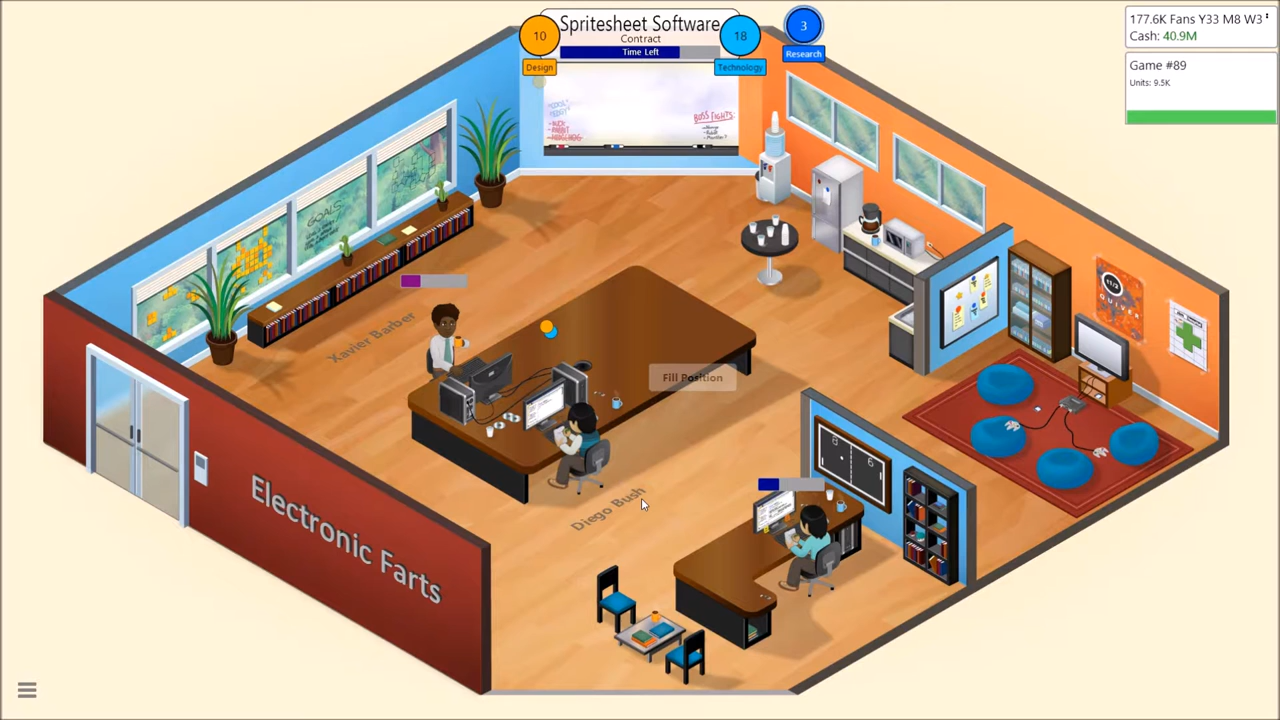 10
Spritesheet Software
Contract
Time Left
18
3
Design
Technology
Research
177.6K Fans Y33 M8 W3
Cash: 40.9M
Game #89
Units: 9.5K
BOSS FIGHTS:
GOALS
Xavier Barber
Fill Position
Diego Bush
Electronic Farts